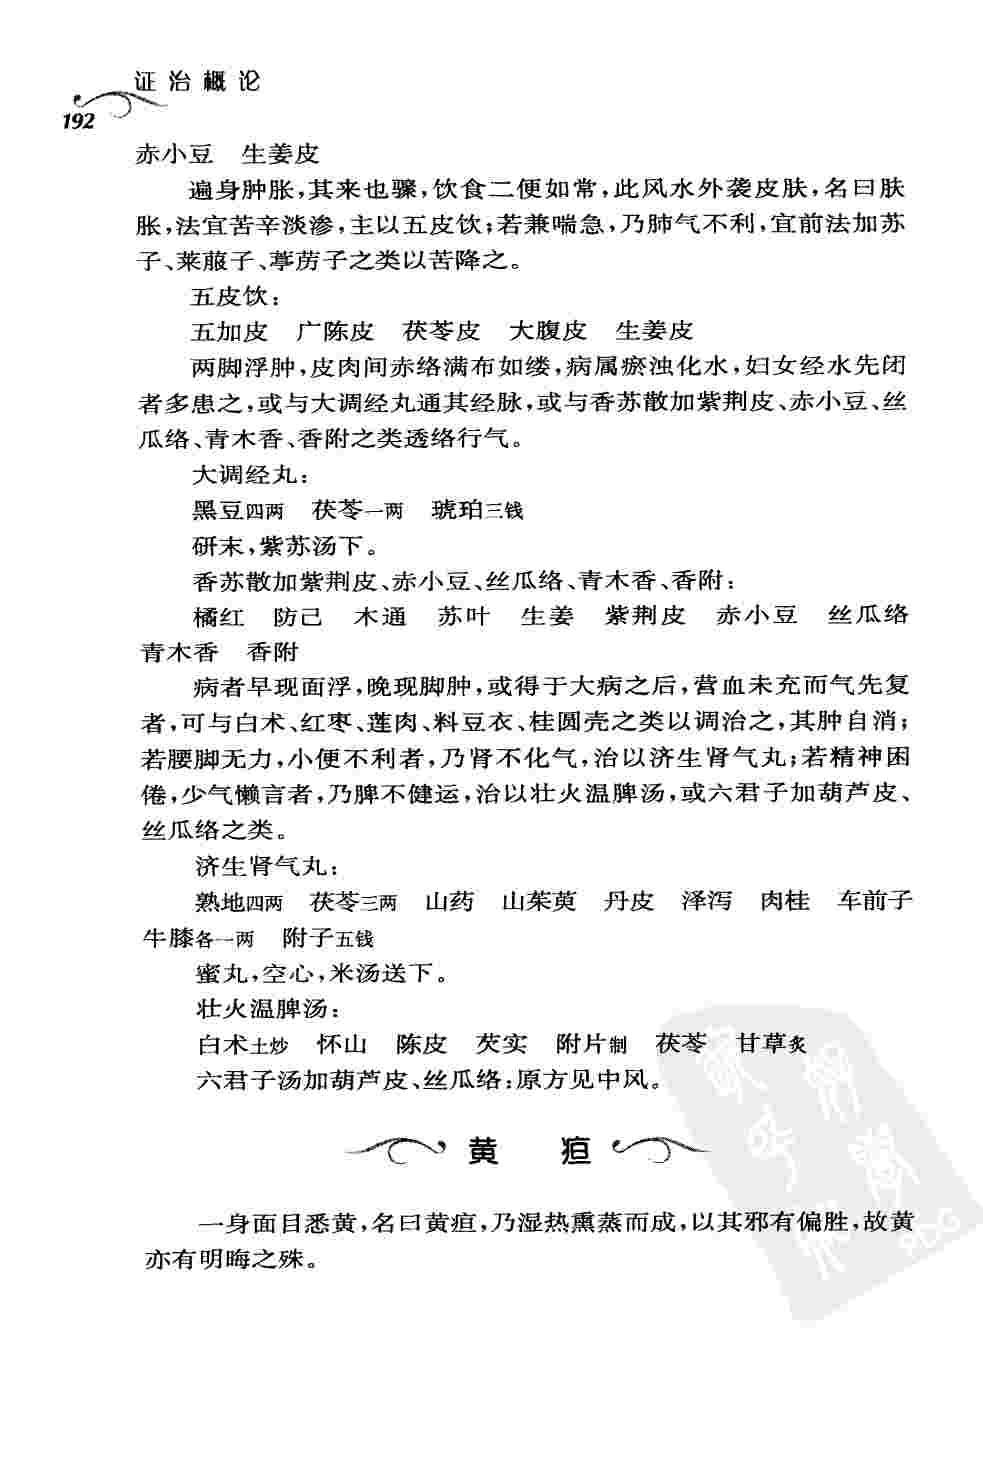 证治概论
192
赤小豆　生姜皮
遍身肿胀,其来也骤,饮食二便如常,此风水外袭皮肤,名曰肤
胀,法宜苦辛淡渗,主以五皮饮;若兼喘急,乃肺气不利,宜前法加苏
子、莱菔子、葶苈子之类以苦降之。
五皮饮:
五加皮　广陈皮　茯苓皮　大腹皮　生姜皮
两脚浮肿,皮肉间赤络满布如缕,病属瘀浊化水,妇女经水先闭
者多患之,或与大调经丸通其经脉,或与香苏散加紫荆皮、赤小豆、丝
瓜络、青木香、香附之类透络行气。
大调经丸:
黑豆四两　茯苓一两　琥珀三钱
研末,紫苏汤下。
香苏散加紫荆皮、赤小豆、丝瓜络、青木香、香附:
橘红　防己　木通　苏叶　生姜　紫荆皮　赤小豆　丝瓜络
青木香　香附
病者早现面浮,晚现脚肿,或得于大病之后,营血未充而气先复
者,可与白术、红枣、莲肉、料豆衣、桂圆壳之类以调治之,其肿自消;
若腰脚无力,小便不利者,乃肾不化气,治以济生肾气丸;若精神困
倦,少气懒言者,乃脾不健运,治以壮火温脾汤,或六君子加葫芦皮、
丝瓜络之类。
济生肾气丸:
熟地四两　茯苓三两　山药　山茱萸　丹皮　泽泻　肉桂　车前子
牛膝各一两　附子五钱
蜜丸,空心,米汤送下。
壮火温脾汤:
白术土炒　怀山　陈皮　芡实　附片制　茯苓　甘草炙
六君子汤加葫芦皮、丝瓜络:原方见中风。
黄　疸
一身面目悉黄,名曰黄疸,乃湿热熏蒸而成,以其邪有偏胜,故黄
亦有明晦之殊。
PDG